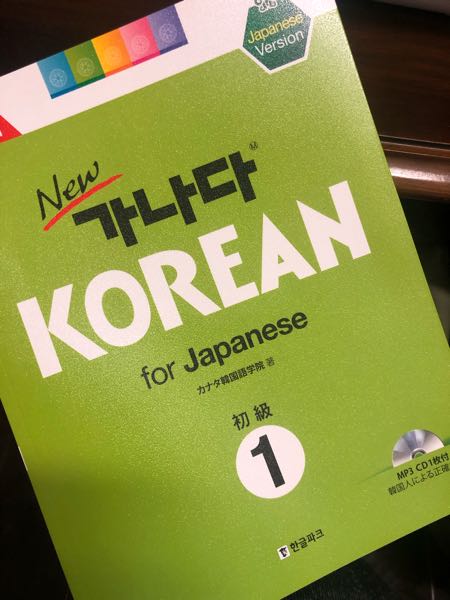 Japanese
Version
New
가나다
KOREAN
for Japanese
カナタ韓国語学院 著
初級
1
MP3 CD1枚付
韓国人による正確
한글파크